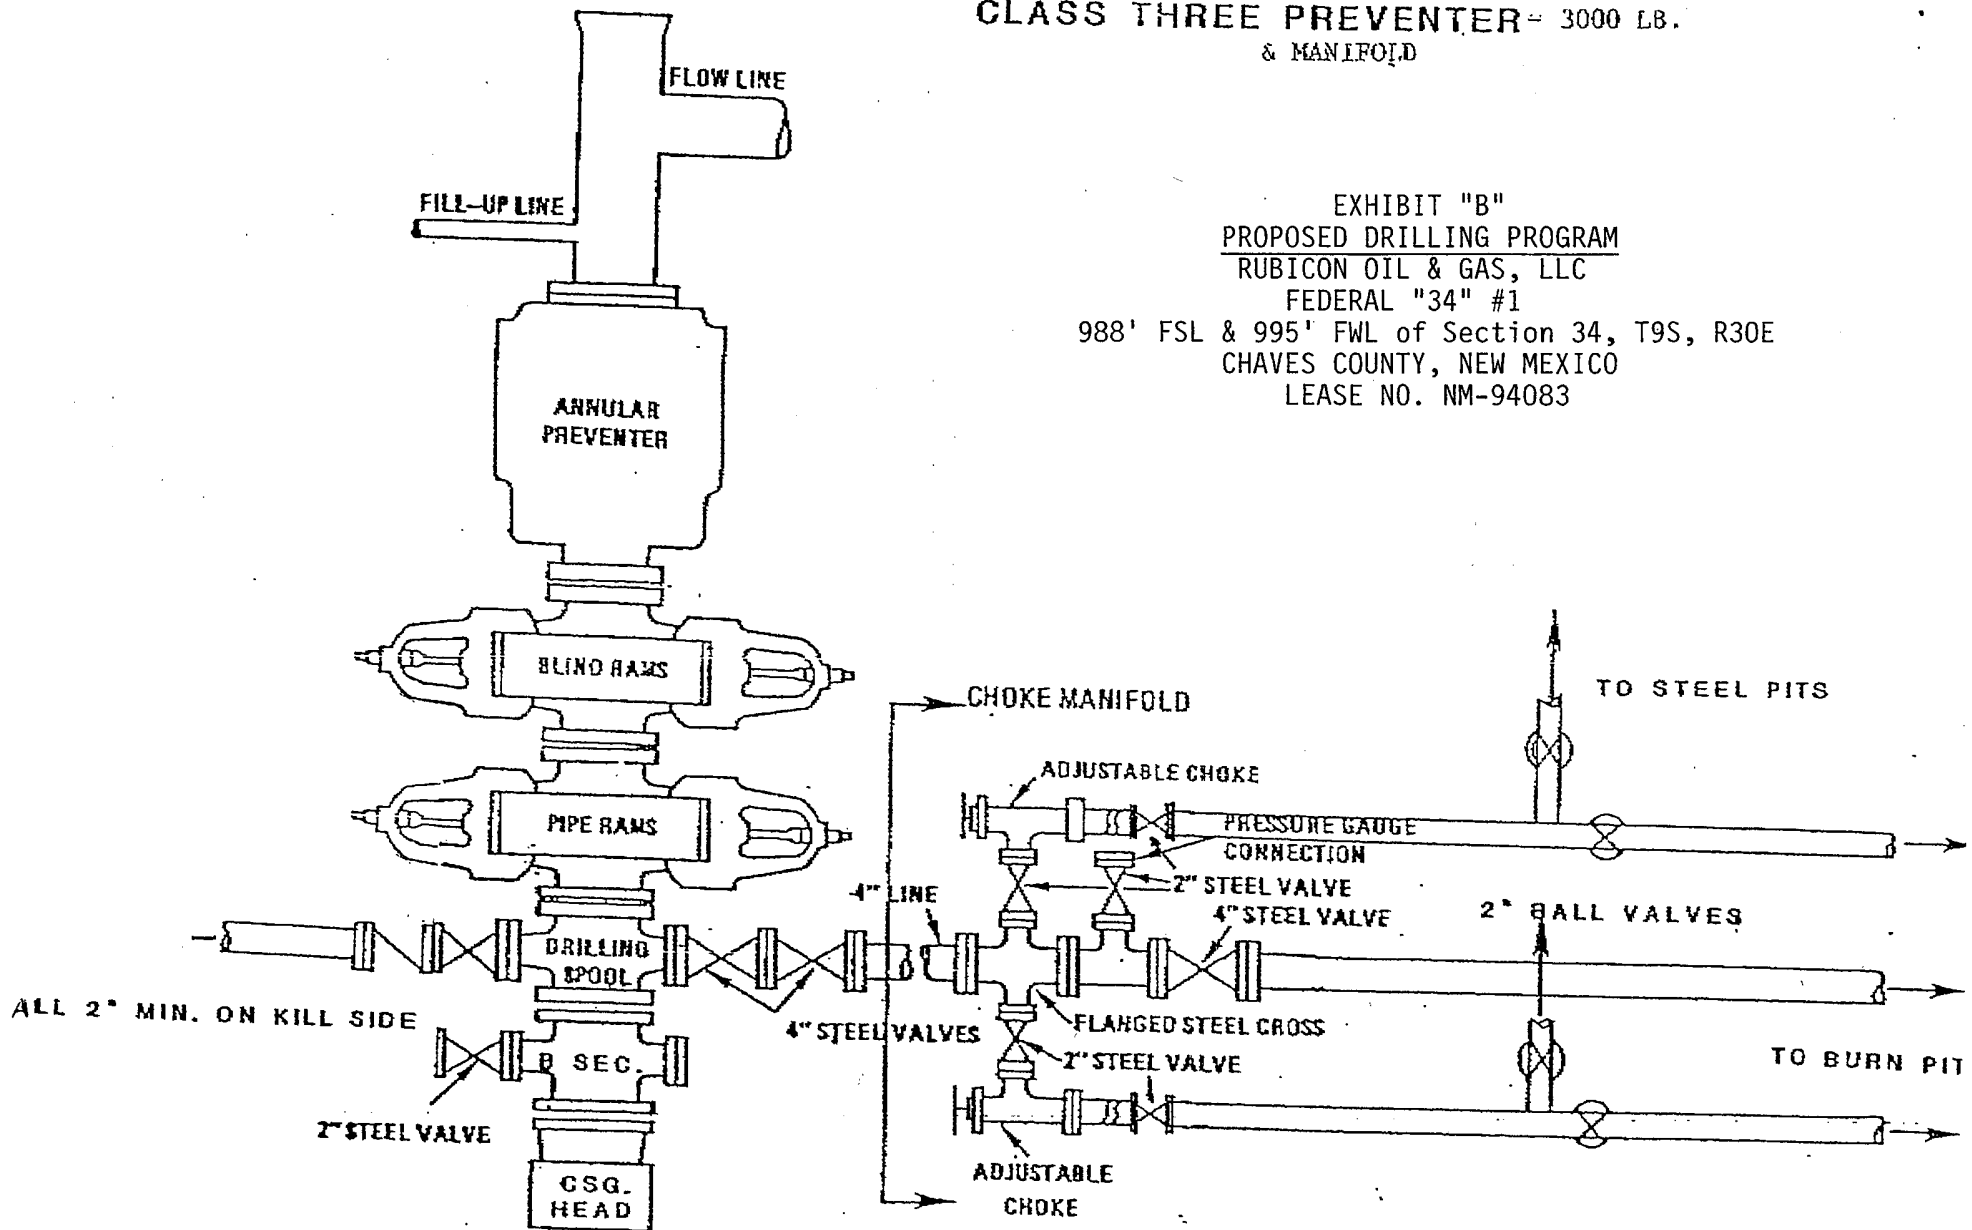 CLASS THREE PREVENTER - 3000 LB.
& MANIFOLD
FLOW LINE
FILL-UP LINE
EXHIBIT "B"
PROPOSED DRILLING PROGRAM
RUBICON OIL & GAS, LLC
FEDERAL "34" #1
988' FSL & 995' FWL of Section 34, T9S, R30E
CHAVES COUNTY, NEW MEXICO
LEASE NO. NM-94083
ANNULAR
PREVENTER
BLIND RAMS
PIPE RAMS
DRILLING
SPOOL
ALL 2" MIN. ON KILL SIDE
4" STEEL VALVES
B SEC.
2" STEEL VALVE
CSG.
HEAD
CHOKE MANIFOLD
TO STEEL PITS
ADJUSTABLE CHOKE
PRESSURE GAUGE
CONNECTION
2" STEEL VALVE
4" LINE
4" STEEL VALVE
2" BALL VALVES
FLANGED STEEL CROSS
2" STEEL VALVE
TO BURN PIT
ADJUSTABLE
CHOKE